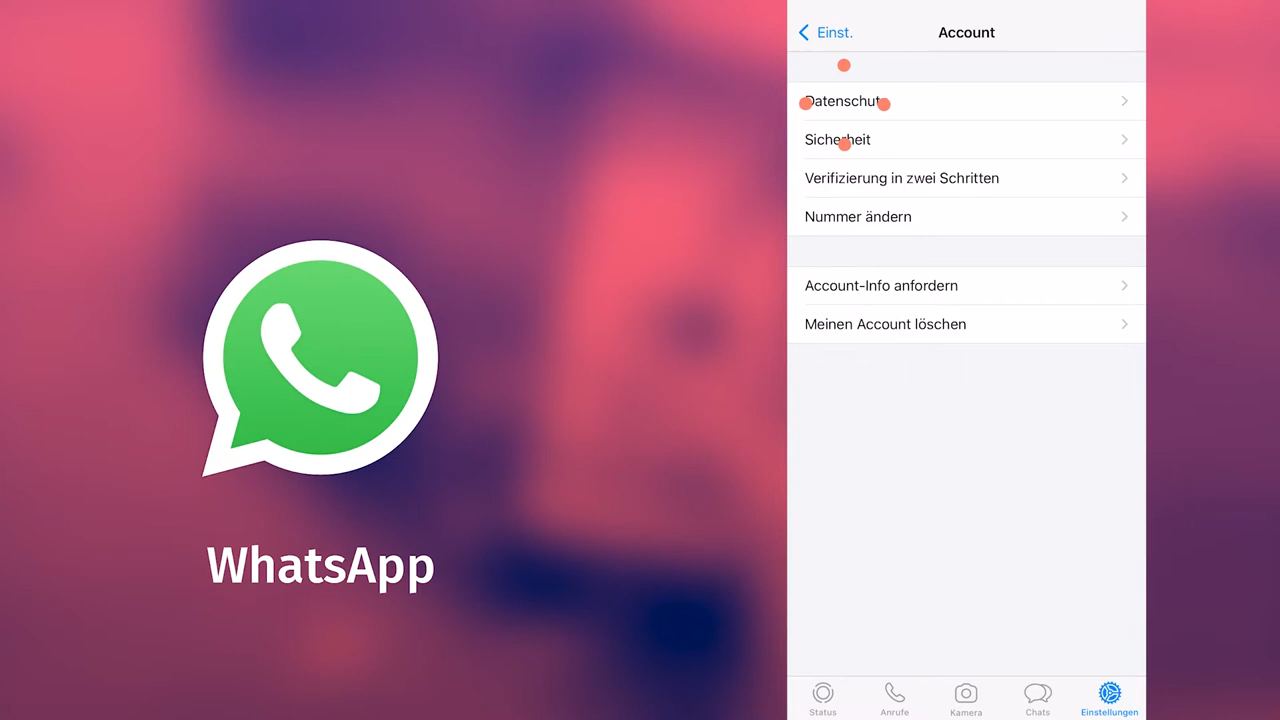 WhatsApp
Einst.
Account
Datenschutz
Sicherheit
Verifizierung in zwei Schritten
Nummer ändern
Account-Info anfordern
Meinen Account löschen
Status
Anrufe
Kamera
Chats
Einstellungen